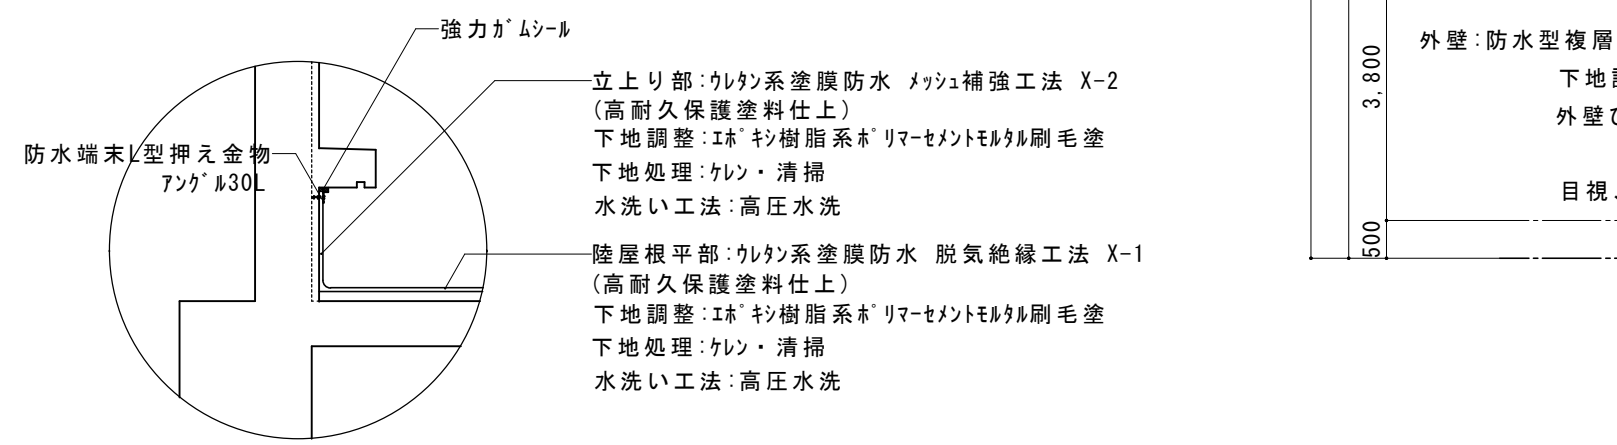 強力ｶﾞﾑｼｰﾙ
防水端末L型押え金物
ｱﾝｸﾞﾙ30L
立上り部:ｳﾚﾀﾝ系塗膜防水 ﾒｯｼｭ補強工法 X-2
(高耐久保護塗料仕上)
下地調整:ｴﾎﾟｷｼ樹脂系ﾎﾟﾘﾏｰｾﾒﾝﾄﾓﾙﾀﾙ刷毛塗
下地処理:ｹﾚﾝ・清掃
水洗い工法:高圧水洗
陸屋根平部:ｳﾚﾀﾝ系塗膜防水 脱気絶縁工法 X-1
(高耐久保護塗料仕上)
下地調整:ｴﾎﾟｷｼ樹脂系ﾎﾟﾘﾏｰｾﾒﾝﾄﾓﾙﾀﾙ刷毛塗
下地処理:ｹﾚﾝ・清掃
水洗い工法:高圧水洗
3,800
500
外壁:防水型複層
下地
外壁
目視